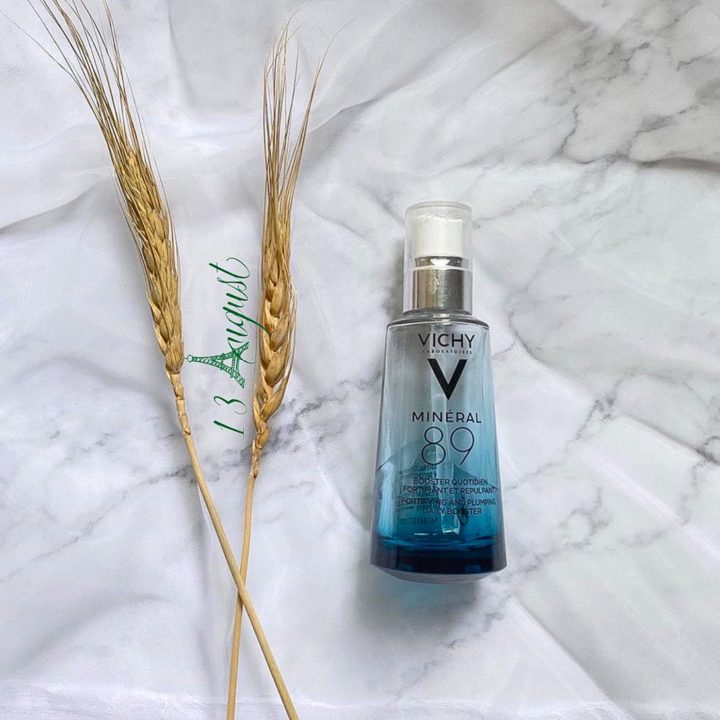 13 August
VICHY
LABORATOIRES
V
MINÉRAL
89
BOOSTER QUOTIDIEN
FORTIFIANT ET REPULPANT
FORTIFYING AND PLUMPING
DAILY BOOSTER